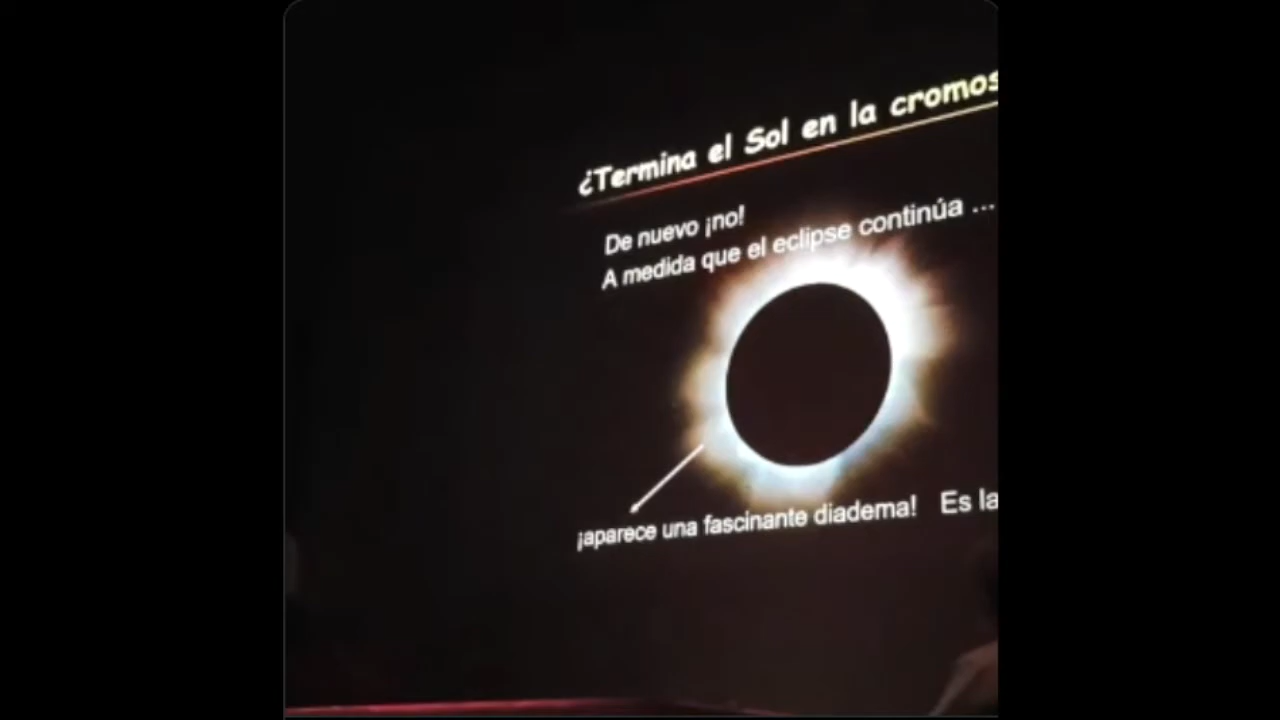 ¿Termina el Sol en la cromos
De nuevo ¡no!
A medida que el eclipse continúa ...
¡aparece una fascinante diadema! Es la